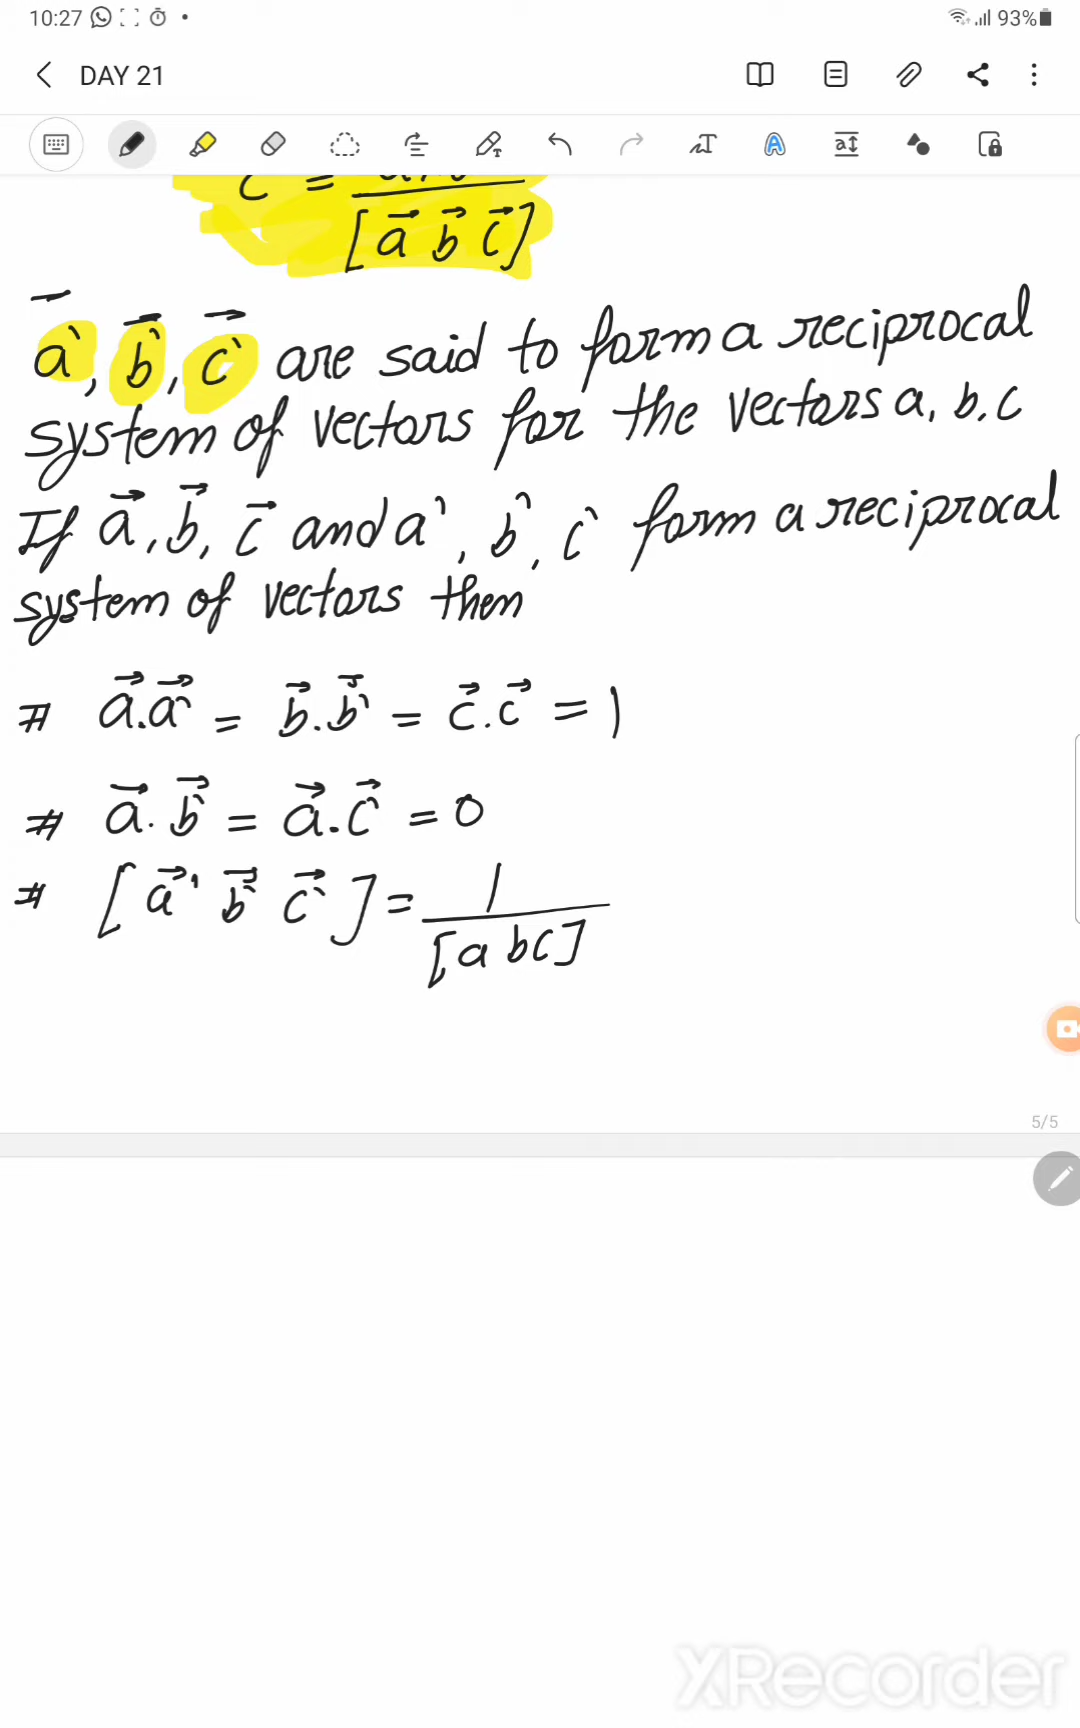 10:27 93%
DAY 21
[a⃗ b⃗ c⃗]
a⃗`, b⃗`, c⃗` are said to form a reciprocal
system of vectors for the vectors a, b, c
If a⃗, b⃗, c⃗ and a`, b`, c` form a reciprocal
system of vectors then
# a⃗.a⃗` = b⃗.b⃗` = c⃗.c⃗` = 1
# a⃗.b⃗` = a⃗.c⃗` = 0
# [a⃗' b⃗` c⃗`] = 1
[a b c]
5/5
XRecorder